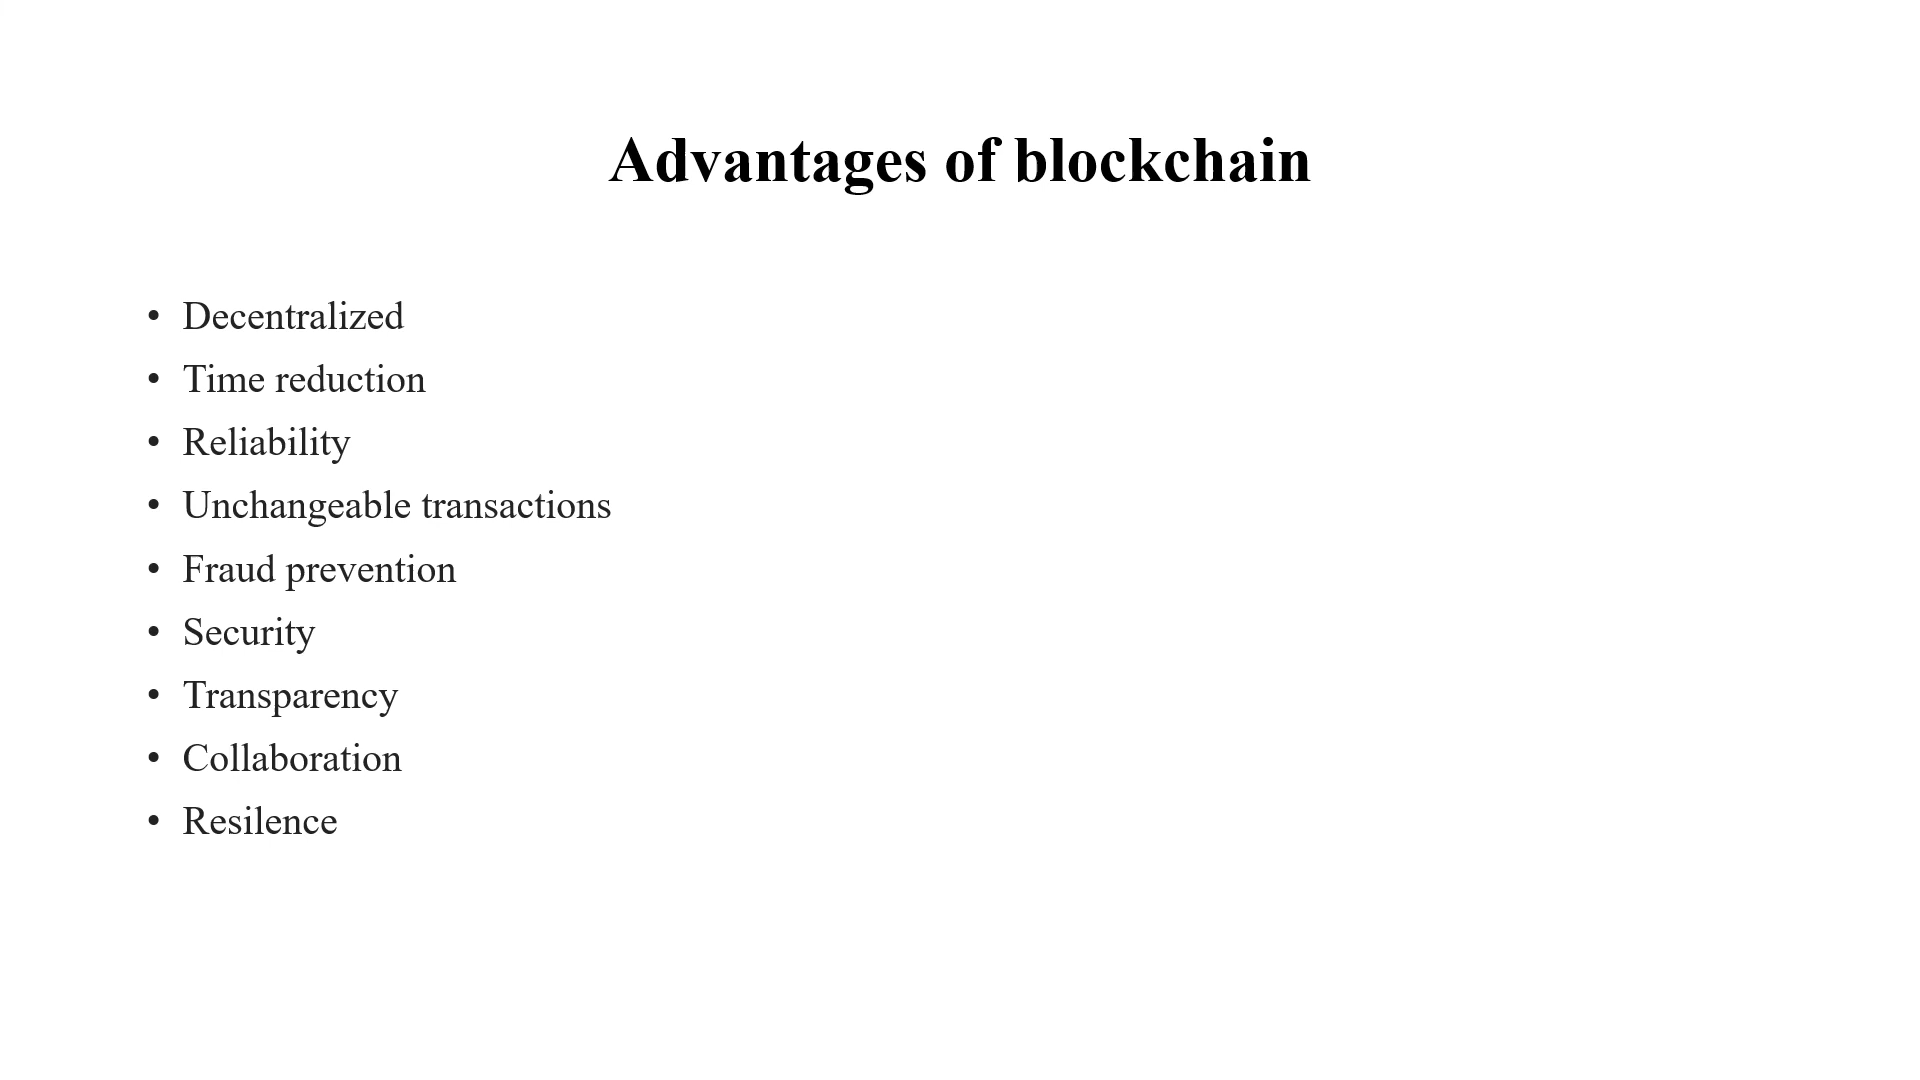 Advantages of blockchain
• Decentralized
• Time reduction
• Reliability
• Unchangeable transactions
• Fraud prevention
• Security
• Transparency
• Collaboration
• Resilence